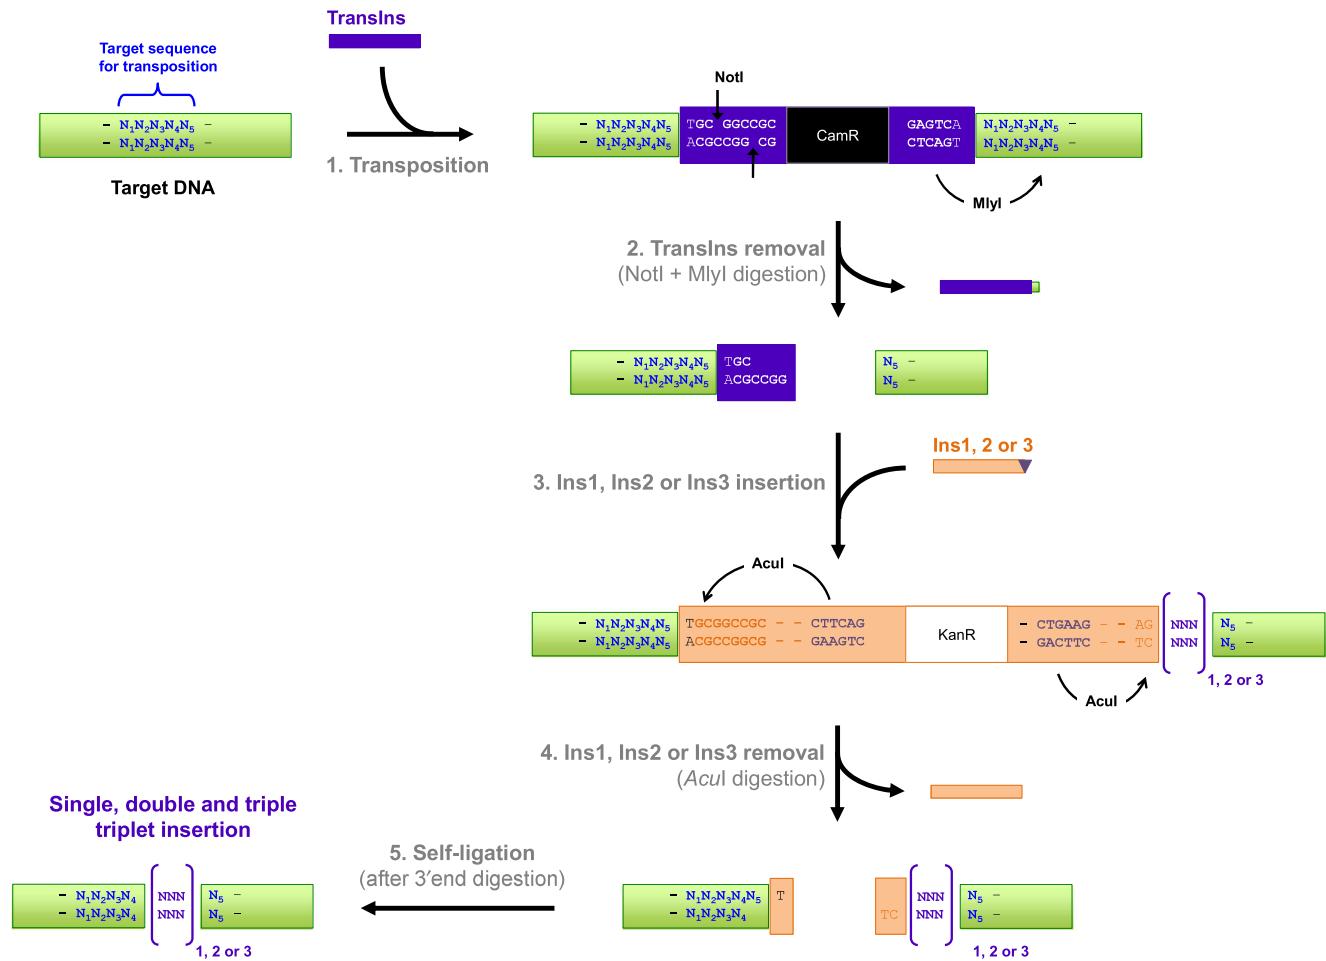 TransIns
Target sequence
for transposition
- N1N2N3N4N5 -
- N1N2N3N4N5 -
Target DNA
1. Transposition
NotI
- N1N2N3N4N5 TGC GGCCGC CamR GAGTCA N1N2N3N4N5 -
- N1N2N3N4N5 ACGCCGG CG CTCAGT N1N2N3N4N5 -
MlyI
2. TransIns removal
(NotI + MlyI digestion)
- N1N2N3N4N5 TGC N5 -
- N1N2N3N4N5 ACGCCGG N5 -
Ins1, 2 or 3
3. Ins1, Ins2 or Ins3 insertion
AcuI
- N1N2N3N4N5 TGCGGCCGC - - CTTCAG KanR - CTGAAG - - AG NNN N5 -
- N1N2N3N4N5 ACGCCGGCG - - GAAGTC - GACTTC - - TC NNN N5 -
1, 2 or 3
AcuI
4. Ins1, Ins2 or Ins3 removal
(AcuI digestion)
Single, double and triple
triplet insertion
5. Self-ligation
(after 3′end digestion)
- N1N2N3N4 NNN N5 -
- N1N2N3N4 NNN N5 -
1, 2 or 3
- N1N2N3N4N5 T NNN N5 -
- N1N2N3N4 TC NNN N5 -
1, 2 or 3